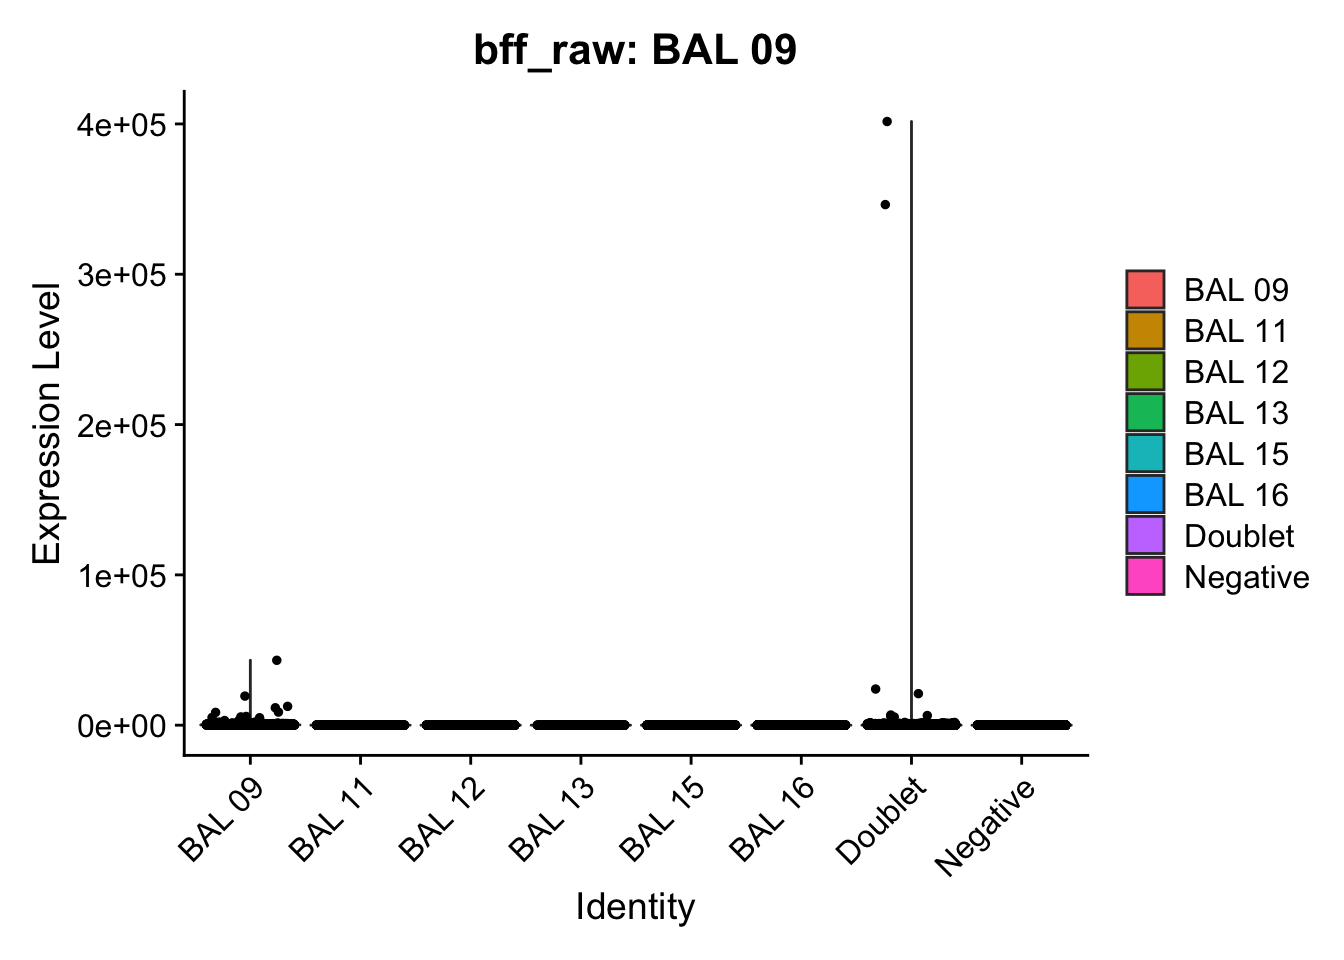 bff_raw: BAL 09
4e+05
3e+05
2e+05
1e+05
0e+00
Expression Level
BAL 09
BAL 11
BAL 12
BAL 13
BAL 15
BAL 16
Doublet
Negative
Identity
BAL 09
BAL 11
BAL 12
BAL 13
BAL 15
BAL 16
Doublet
Negative